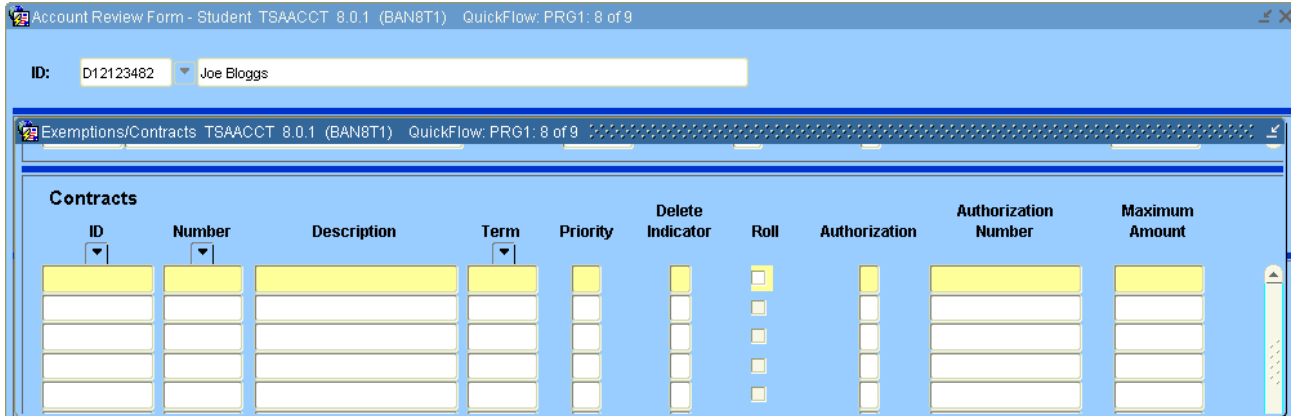 Account Review Form - Student TSAACCT 8.0.1 (BAN8T1) QuickFlow: PRG1: 8 of 9
ID: D12123482 Joe Bloggs
Exemptions/Contracts TSAACCT 8.0.1 (BAN8T1) QuickFlow: PRG1: 8 of 9
Contracts
Delete Authorization Maximum
ID Number Description Term Priority Indicator Roll Authorization Number Amount